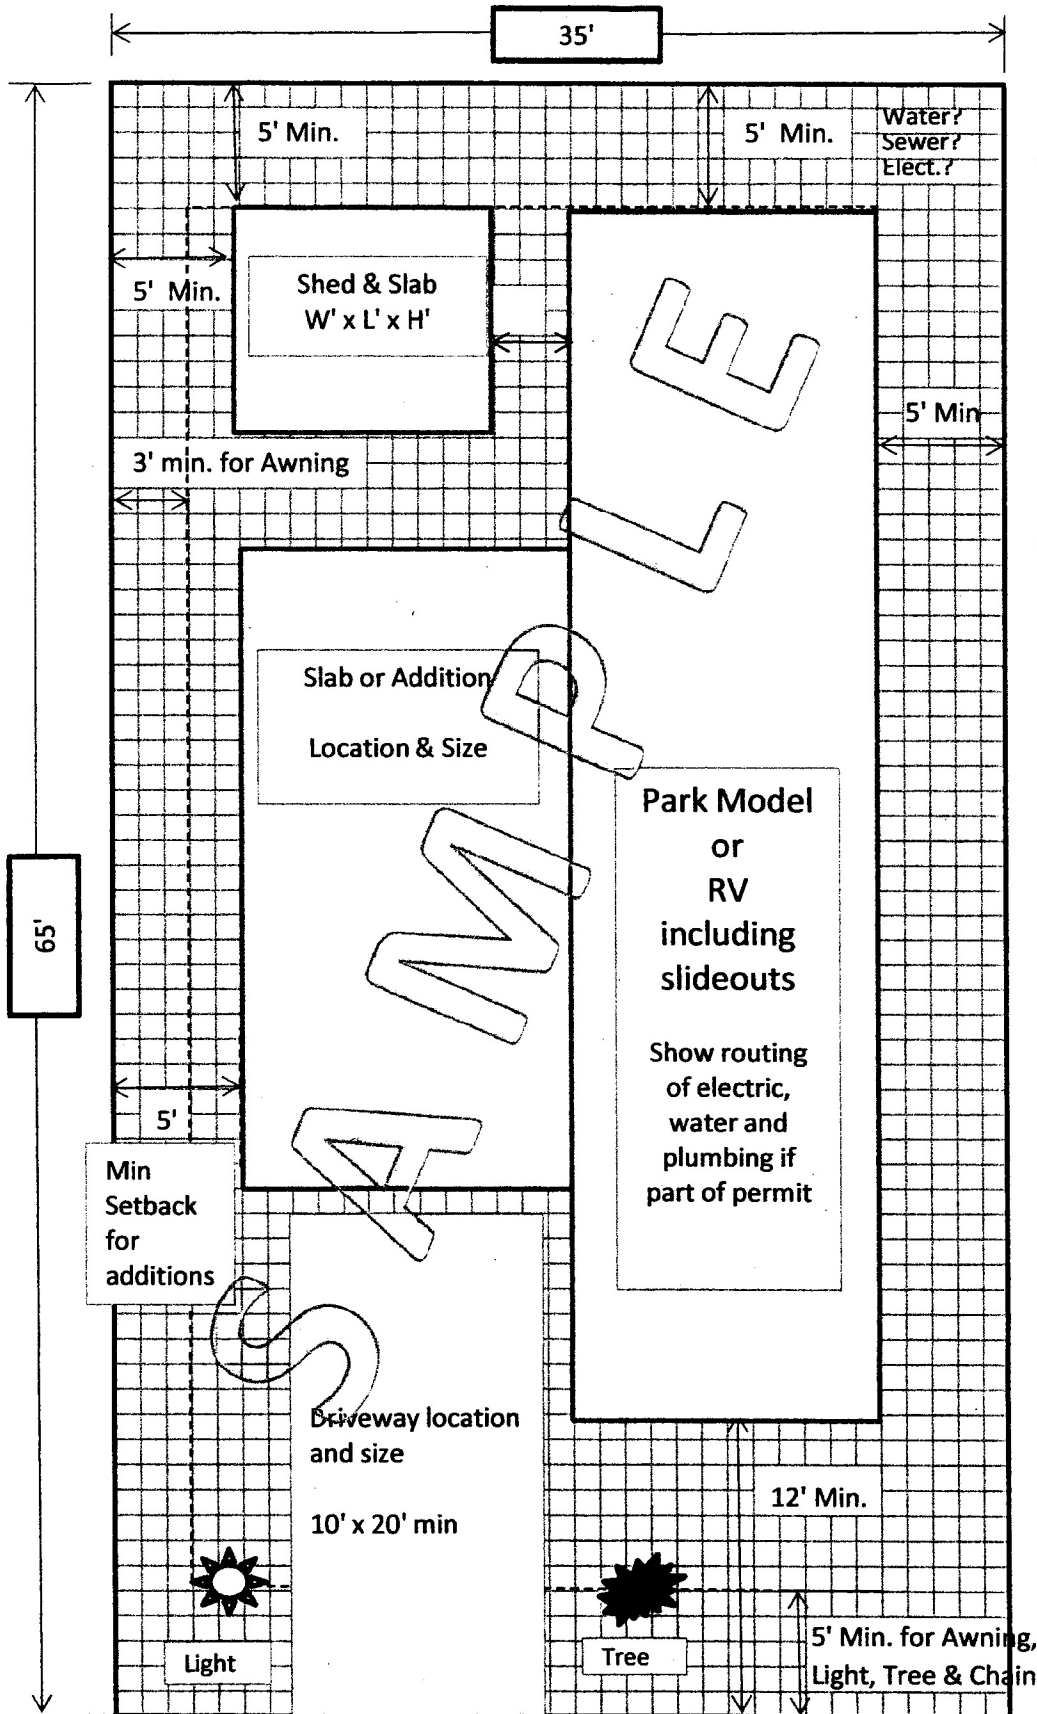 35'
5' Min.
5' Min.
Water?
Sewer?
Elect.?
5' Min.
Shed & Slab
W' x L' x H'
5' Min
3' min. for Awning
Slab or Addition
Location & Size
65'
Park Model
or
RV
including
slideouts
Show routing
of electric,
water and
plumbing if
part of permit
5'
Min
Setback
for
additions
SAMPLE
Driveway location
and size
10' x 20' min
12' Min.
Light
Tree
5' Min. for Awning,
Light, Tree & Chain